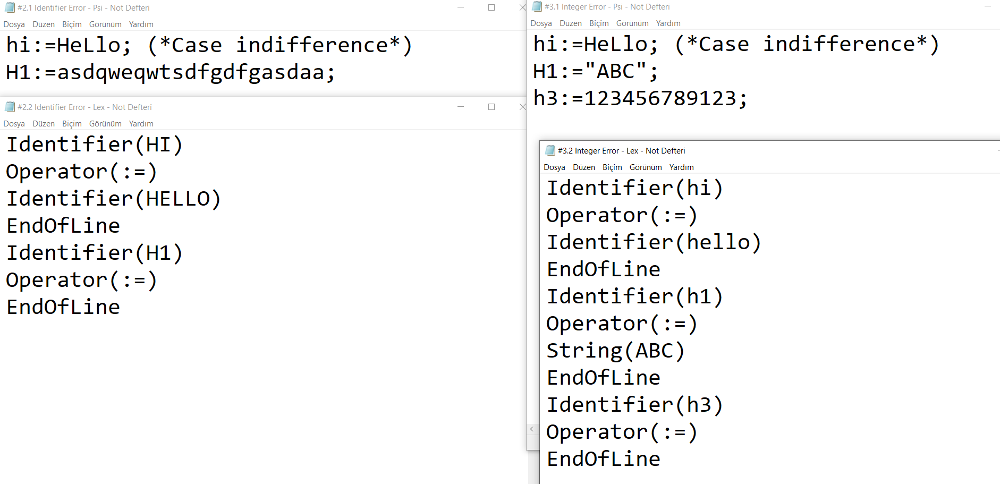 #2.1 Identifier Error - Psi - Not Defteri
Dosya Düzen Biçim Görünüm Yardım
hi:=HeLlo; (*Case indifference*)
H1:=asdqweqwtsdfgdfgasdaa;
#2.2 Identifier Error - Lex - Not Defteri
Dosya Düzen Biçim Görünüm Yardım
Identifier(HI)
Operator(:=)
Identifier(HELLO)
EndOfLine
Identifier(H1)
Operator(:=)
EndOfLine
#3.1 Integer Error - Psi - Not Defteri
Dosya Düzen Biçim Görünüm Yardım
hi:=HeLlo; (*Case indifference*)
H1:="ABC";
h3:=123456789123;
#3.2 Integer Error - Lex - Not Defteri
Dosya Düzen Biçim Görünüm Yardım
Identifier(hi)
Operator(:=)
Identifier(hello)
EndOfLine
Identifier(h1)
Operator(:=)
String(ABC)
EndOfLine
Identifier(h3)
Operator(:=)
EndOfLine